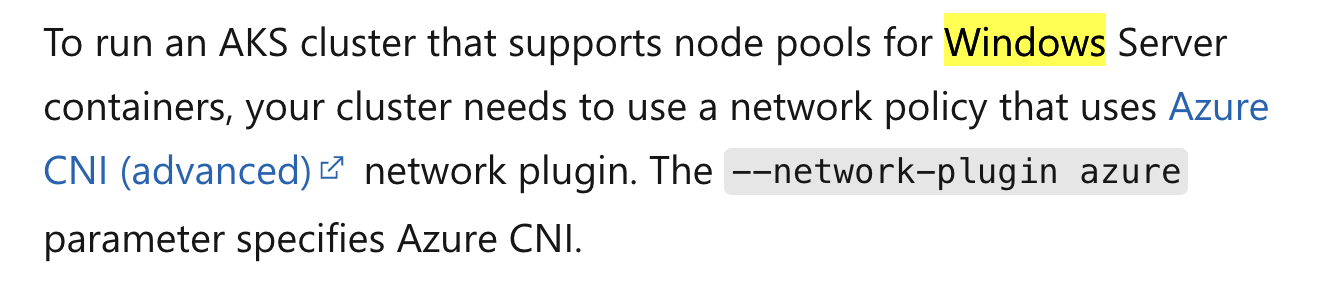 To run an AKS cluster that supports node pools for Windows Server
containers, your cluster needs to use a network policy that uses Azure
CNI (advanced) network plugin. The --network-plugin azure
parameter specifies Azure CNI.